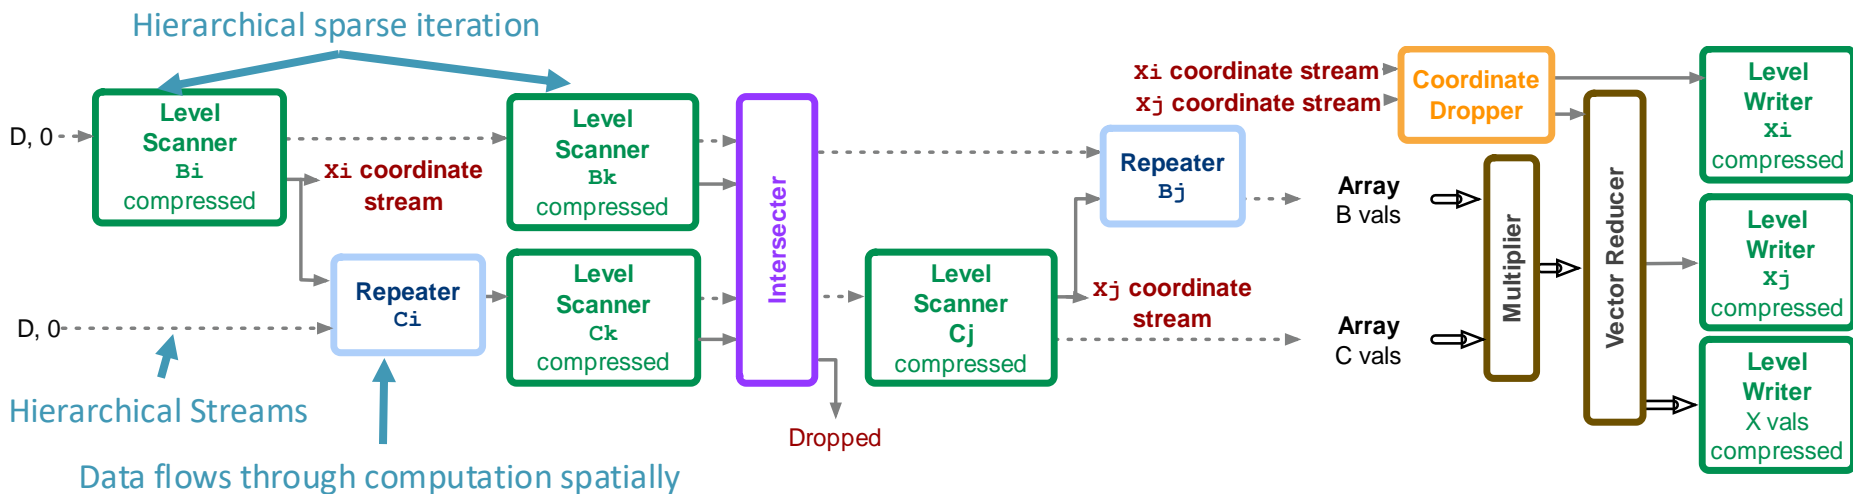 Hierarchical sparse iteration
D, 0
Level
Scanner
Bi
compressed
Xi coordinate
stream
D, 0
Repeater
Ci
Level
Scanner
Bk
compressed
Level
Scanner
Ck
compressed
Intersecter
Dropped
Level
Scanner
Cj
compressed
Xj coordinate
stream
Repeater
Bj
Xi coordinate stream
Xj coordinate stream
Coordinate
Dropper
Array
B vals
Array
C vals
Multiplier
Vector Reducer
Level
Writer
Xi
compressed
Level
Writer
Xj
compressed
Level
Writer
X vals
compressed
Hierarchical Streams
Data flows through computation spatially